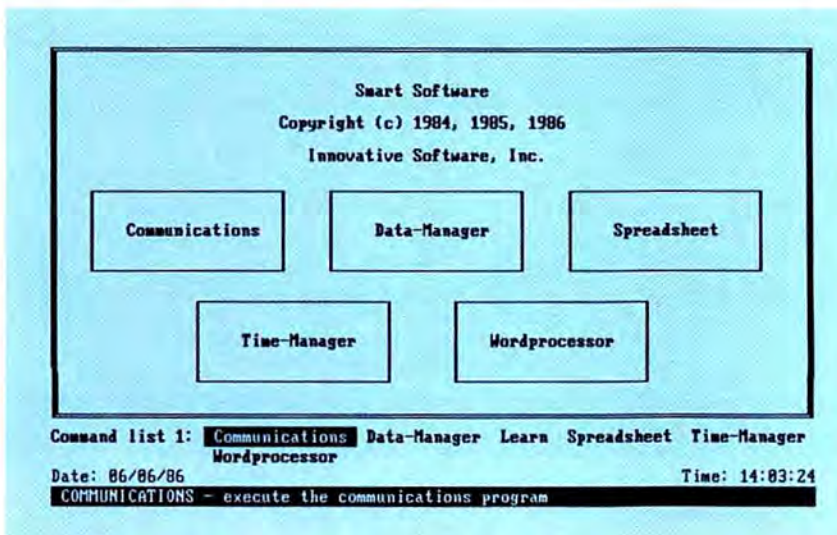 Smart Software
Copyright (c) 1984, 1985, 1986
Innovative Software, Inc.
Communications
Data-Manager
Spreadsheet
Time-Manager
Wordprocessor
Command list 1: Communications Data-Manager Learn Spreadsheet Time-Manager
Wordprocessor
Date: 06/06/86 Time: 14:03:24
COMMUNICATIONS - execute the communications program